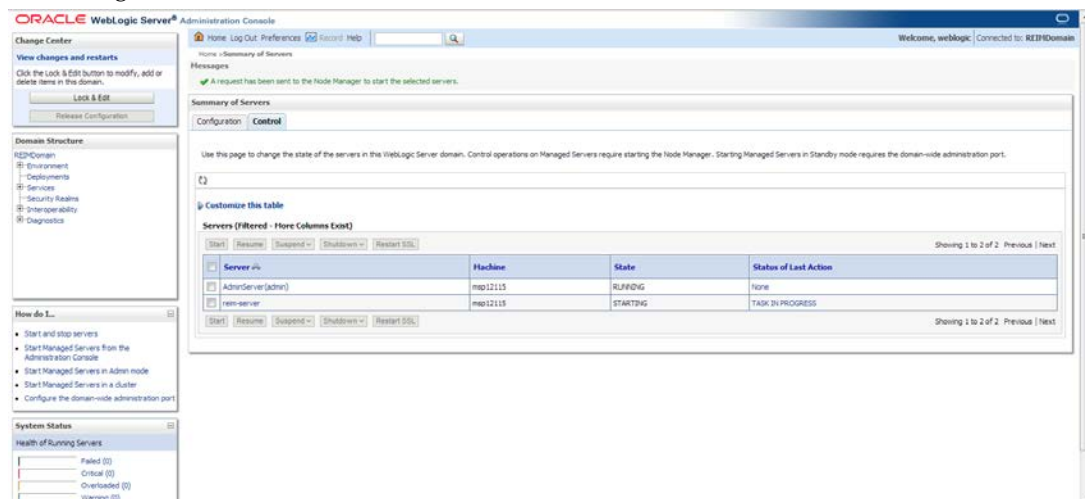 ORACLE WebLogic Server® Administration Console
Change Center
View changes and restarts
Click the Lock & Edit button to modify, add or
delete items in this domain.
Lock & Edit
Release Configuration
Domain Structure
REIMDomain
Environment
Deployments
Services
Security Realms
Interoperability
Diagnostics
How do I...
Start and stop servers
Start Managed Servers from the
Administration Console
Start Managed Servers in Admin mode
Start Managed Servers in a cluster
Configure the domain-wide administration port
System Status
Health of Running Servers
Failed (0)
Critical (0)
Overloaded (0)
Warning (0)
Home Log Out Preferences Record Help
Welcome, weblogic Connected to: REIMDomain
Home >Summary of Servers
Messages
A request has been sent to the Node Manager to start the selected servers.
Summary of Servers
Configuration Control
Use this page to change the state of the servers in this WebLogic Server domain. Control operations on Managed Servers require starting the Node Manager. Starting Managed Servers in Standby mode requires the domain-wide administration port.
Customize this table
Servers (Filtered - More Columns Exist)
Start Resume Suspend Shutdown Restart SSL
Showing 1 to 2 of 2 Previous | Next
Server Machine State Status of Last Action
AdminServer(admin) msp12115 RUNNING None
reim-server msp12115 STARTING TASK IN PROGRESS
Start Resume Suspend Shutdown Restart SSL
Showing 1 to 2 of 2 Previous | Next